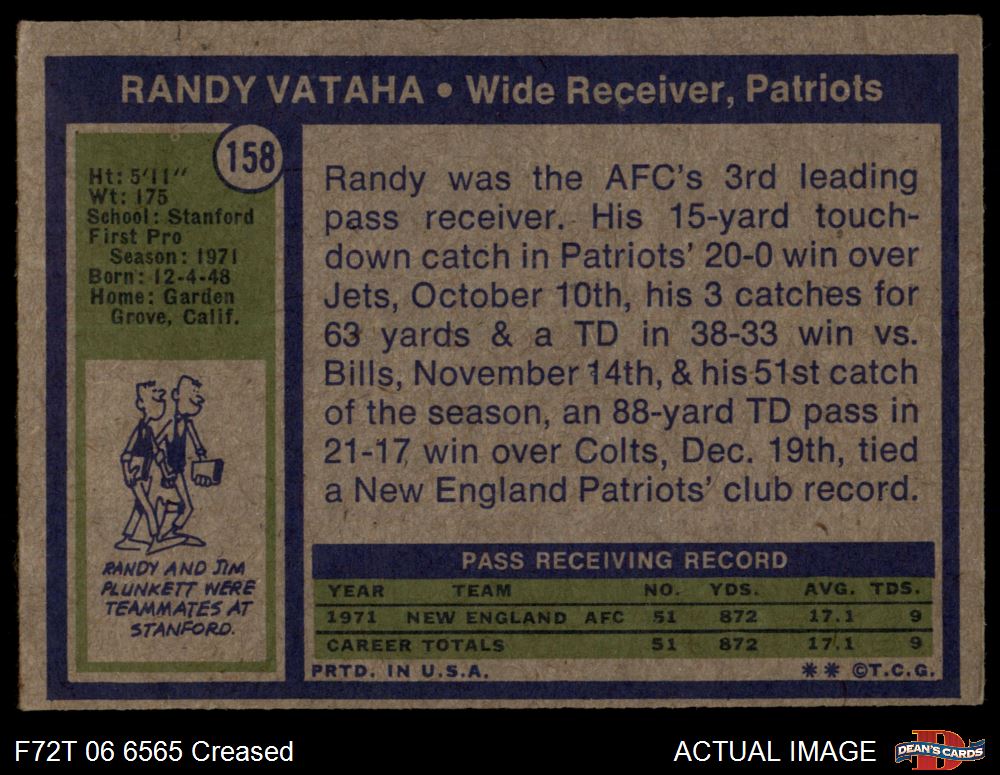 RANDY VATAHA • Wide Receiver, Patriots
158
Ht: 5'11"
Wt: 175
School: Stanford
First Pro
Season: 1971
Born: 12-4-48
Home: Garden
Grove, Calif.
RANDY AND JIM
PLUNKETT WERE
TEAMMATES AT
STANFORD.
Randy was the AFC's 3rd leading
pass receiver. His 15-yard touch-
down catch in Patriots' 20-0 win over
Jets, October 10th, his 3 catches for
63 yards & a TD in 38-33 win vs.
Bills, November 14th, & his 51st catch
of the season, an 88-yard TD pass in
21-17 win over Colts, Dec. 19th, tied
a New England Patriots' club record.
PASS RECEIVING RECORD
YEAR TEAM NO. YDS. AVG. TDS.
1971 NEW ENGLAND AFC 51 872 17.1 9
CAREER TOTALS 51 872 17.1 9
PRTD. IN U.S.A. ** ©T.C.G.
F72T 06 6565 Creased
ACTUAL IMAGE
D
DEAN'S CARDS